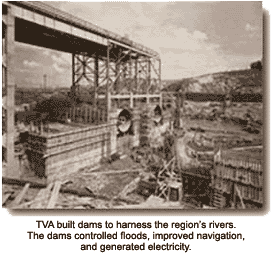 TVA built dams to harness the region's rivers.
The dams controlled floods, improved navigation,
and generated electricity.